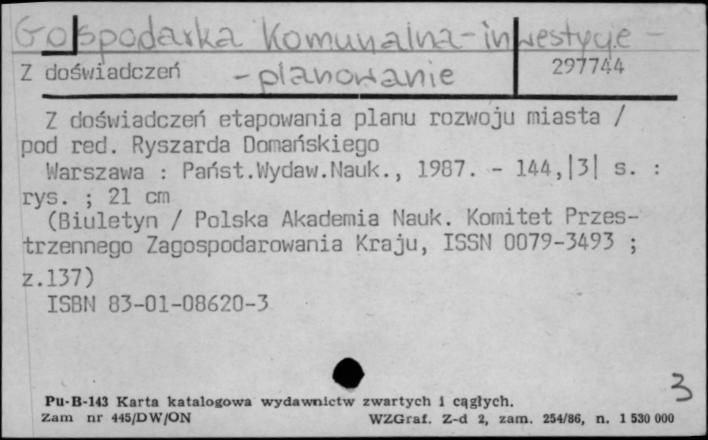 Gospodarka Komunalna - inwestycje -
- planowanie
Z doświadczeń
297744
Z doświadczeń etapowania planu rozwoju miasta /
pod red. Ryszarda Domańskiego
Warszawa : Państ.Wydaw.Nauk., 1987. - 144,|3| s. :
rys. ; 21 cm
(Biuletyn / Polska Akademia Nauk. Komitet Przes-
trzennego Zagospodarowania Kraju, ISSN 0079-3493 ;
z.137)
ISBN 83-01-08620-3
3
Pu-B-143 Karta katalogowa wydawnictw zwartych i ciągłych.
Zam nr 445/DW/ON WZGraf. Z-d 2, zam. 254/86, n. 1 530 000